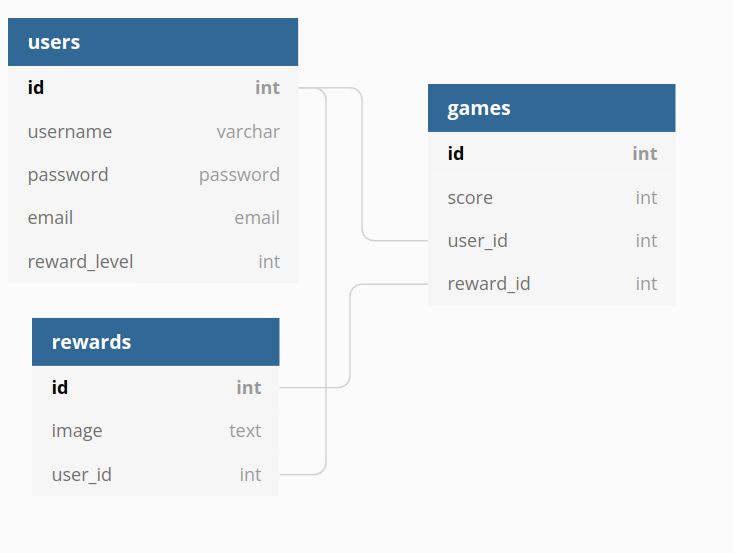 users
id int
username varchar
password password
email email
reward_level int
games
id int
score int
user_id int
reward_id int
rewards
id int
image text
user_id int